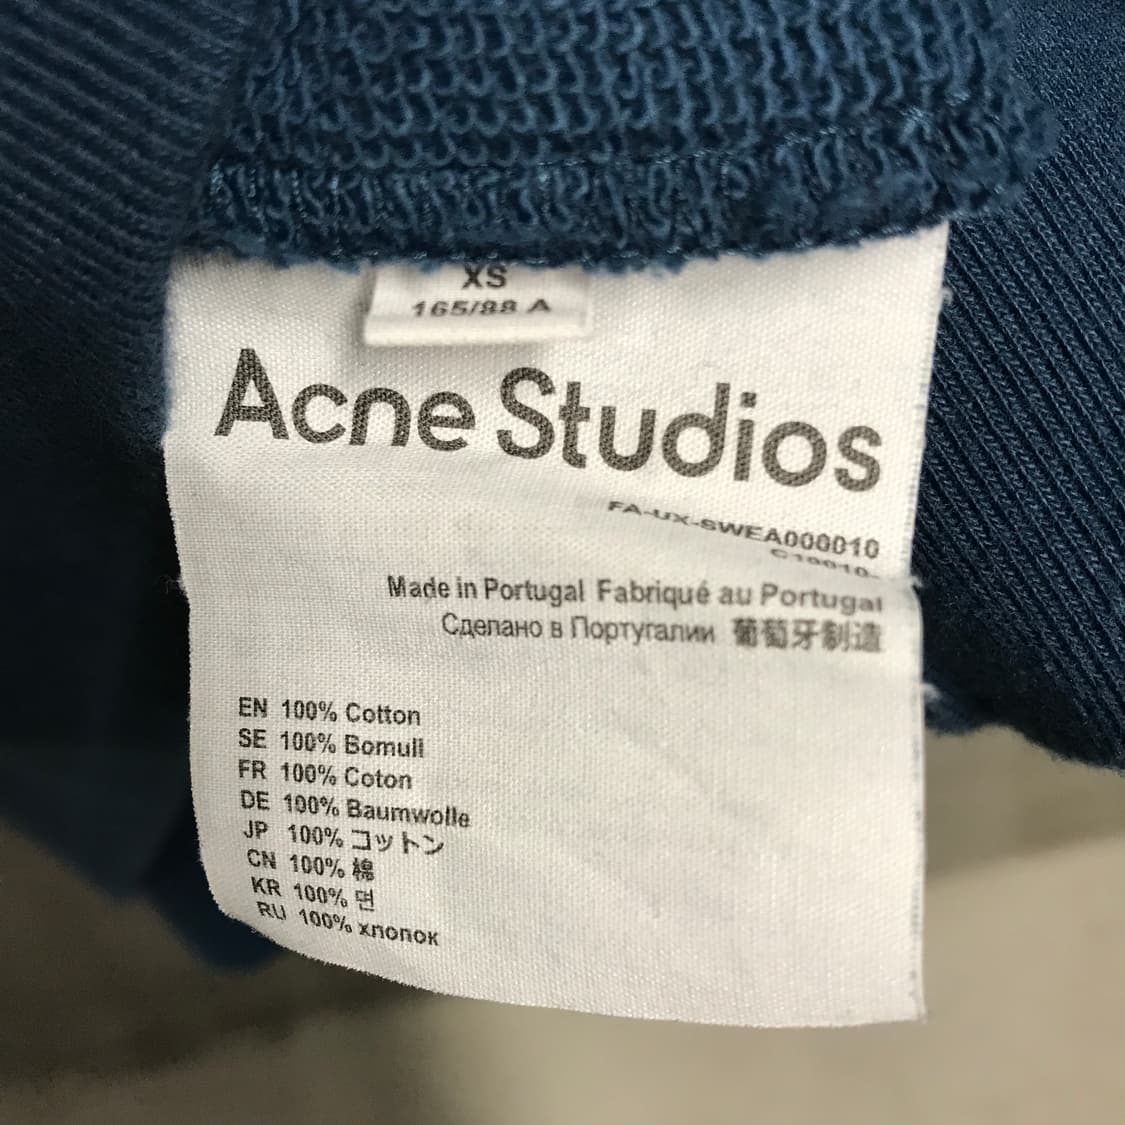 XS
165/88 A
Acne Studios
FA-UX-SWEA000010
Made in Portugal Fabriqué au Portugal
Сделано в Португалии 葡萄牙制造
EN 100% Cotton
SE 100% Bomull
FR 100% Coton
DE 100% Baumwolle
JP 100% コットン
CN 100% 棉
KR 100% 면
RU 100% хлопок